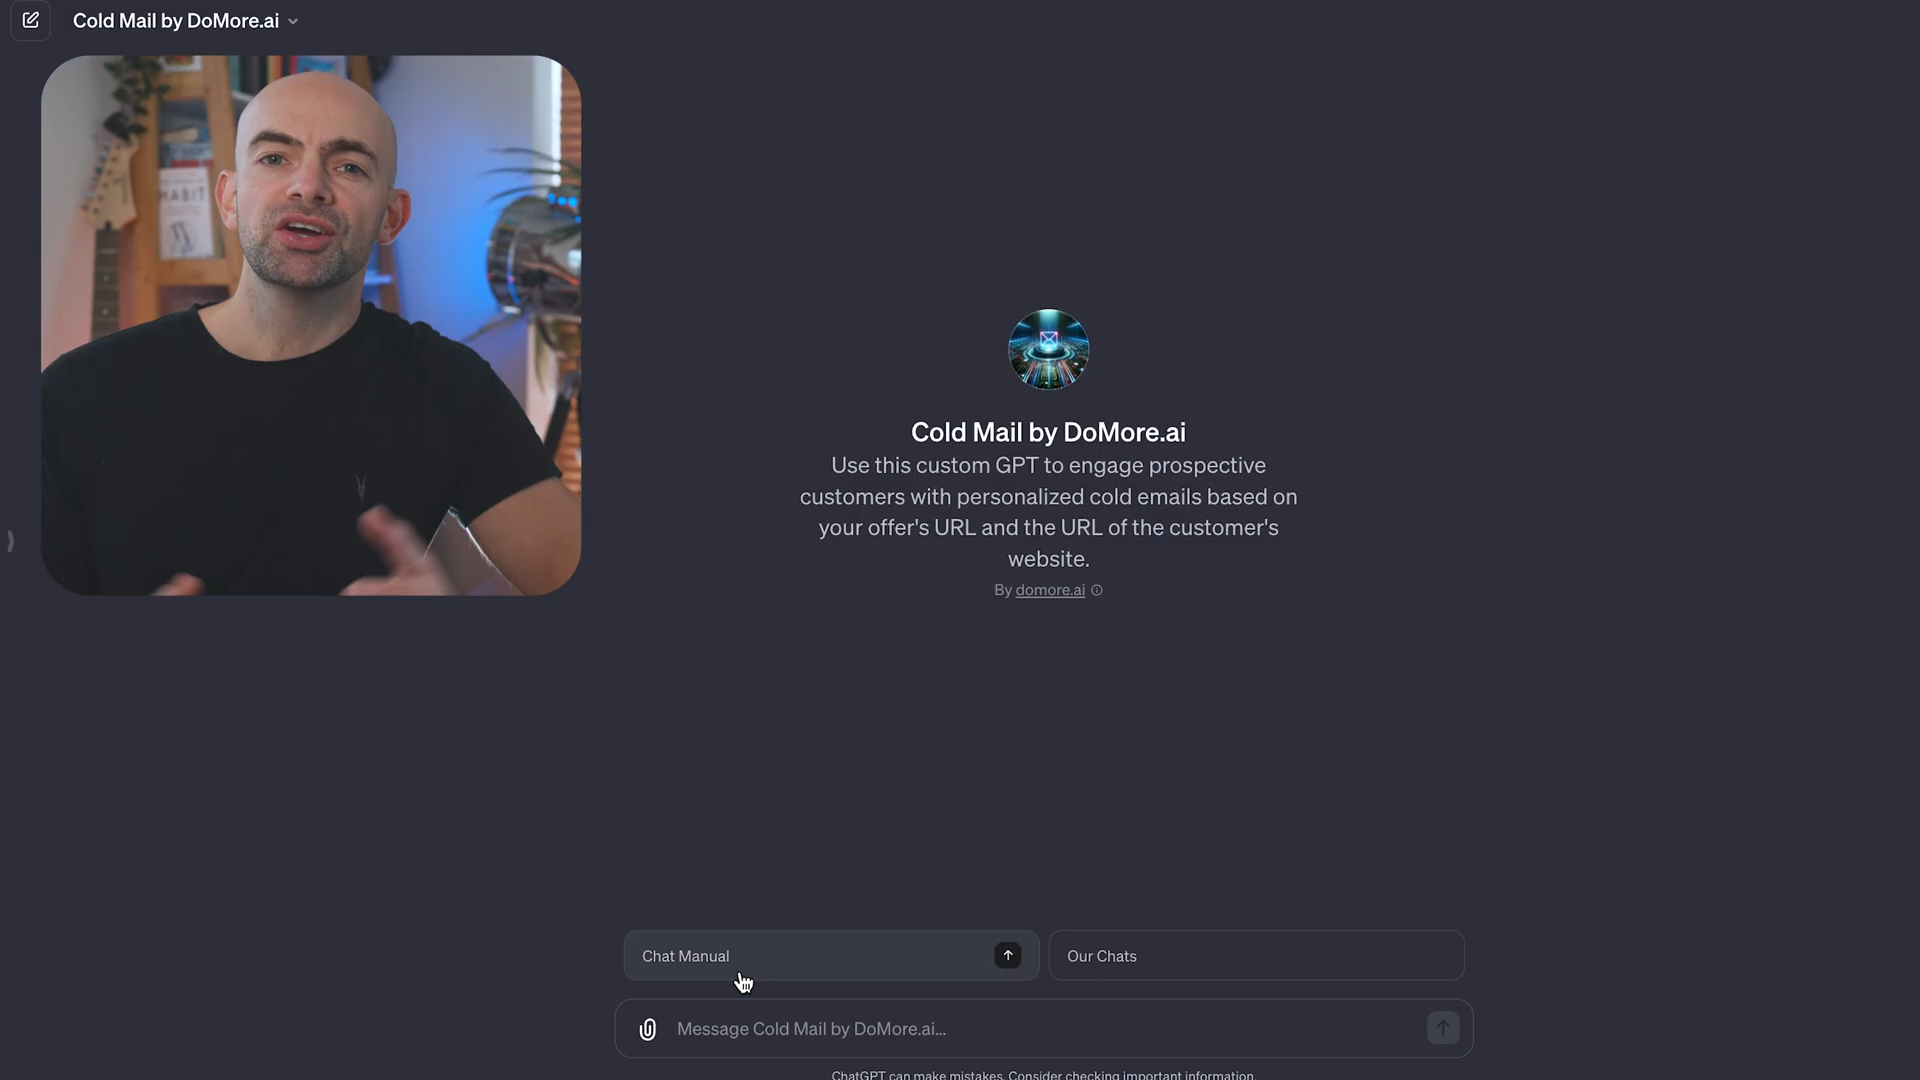 Cold Mail by DoMore.ai
HABIT
Cold Mail by DoMore.ai
Use this custom GPT to engage prospective
customers with personalized cold emails based on
your offer's URL and the URL of the customer's
website.
By domore.ai
Chat Manual
Our Chats
Message Cold Mail by DoMore.ai...
ChatGPT can make mistakes. Consider checking important information.